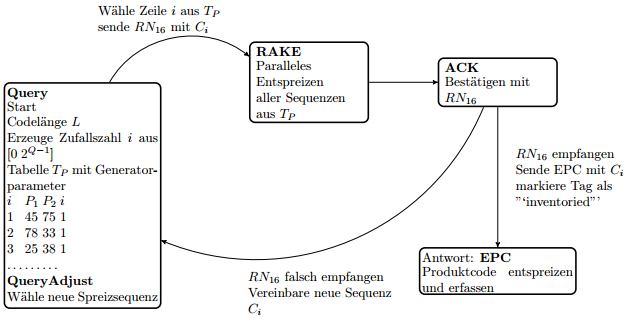 Wähle Zeile i aus T_P
sende RN_16 mit C_i
RAKE
Paralleles
Entspreizen
aller Sequenzen
aus T_P
ACK
Bestätigen mit
RN_16
Query
Start
Codelänge L
Erzeuge Zufallszahl i aus
[0 2^{Q−1}]
Tabelle T_P mit Generator-
parameter
i P_1 P_2 i
1 45 75 1
2 78 33 1
3 25 38 1
. . . . . . . . .
QueryAdjust
Wähle neue Spreizsequenz
RN_16 empfangen
Sende EPC mit C_i
markiere Tag als
"‘inventoried"’
RN_16 falsch empfangen
Vereinbare neue Sequenz
C_i
Antwort: EPC
Produktcode entspreizen
und erfassen